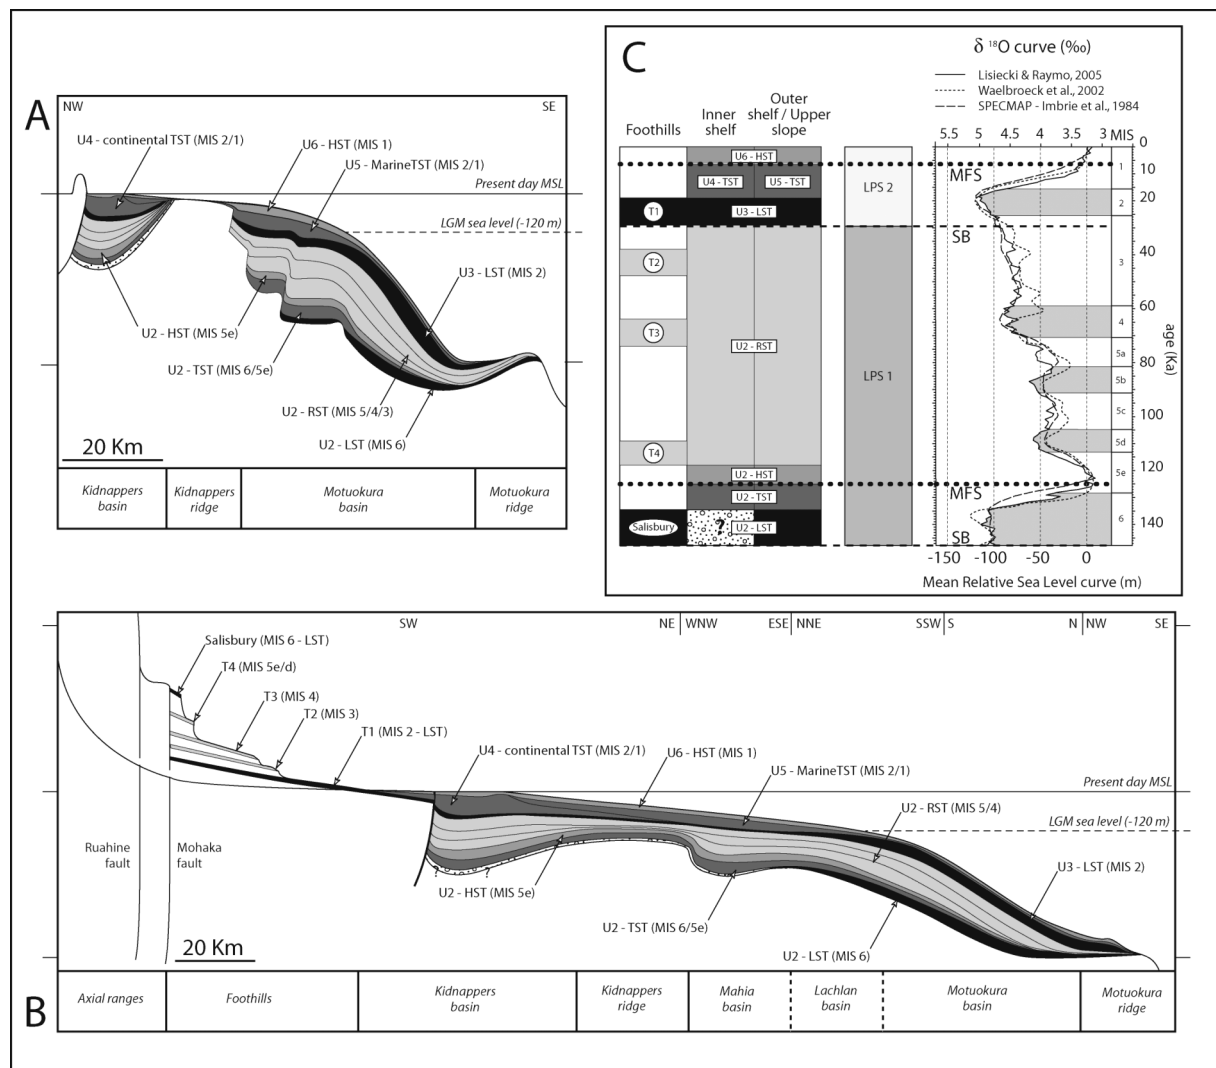 A
NW
SE
U4 - continental TST (MIS 2/1)
U6 - HST (MIS 1)
U5 - MarineTST (MIS 2/1)
Present day MSL
LGM sea level (-120 m)
U3 - LST (MIS 2)
U2 - HST (MIS 5e)
U2 - TST (MIS 6/5e)
U2 - RST (MIS 5/4/3)
U2 - LST (MIS 6)
20 Km
Kidnappers
basin
Kidnappers
ridge
Motuokura
basin
Motuokura
ridge
C
δ 18O curve (‰)
Lisiecki & Raymo, 2005
Waelbroeck et al., 2002
SPECMAP - Imbrie et al., 1984
Foothills
Inner
shelf
Outer
shelf / Upper
slope
5.5 5 4.5 4 3.5 3 MIS
0
U6 - HST
10
1
MFS
U4 - TST
U5 - TST
LPS 2
20
2
T1
U3 - LST
SB
40
3
T2
60
4
T3
U2 - RST
age (Ka)
5a
80
5b
LPS 1
100
5c
5d
T4
120
5e
U2 - HST
MFS
U2 - TST
140
6
Salisbury
?
U2 - LST
SB
-150 -100 -50 0
Mean Relative Sea Level curve (m)
SW
NE
WNW
ESE
NNE
SSW
S
N
NW
SE
Salisbury (MIS 6 - LST)
T4 (MIS 5e/d)
T3 (MIS 4)
T2 (MIS 3)
T1 (MIS 2 - LST)
U4 - continental TST (MIS 2/1)
U6 - HST (MIS 1)
U5 - MarineTST (MIS 2/1)
Present day MSL
U2 - RST (MIS 5/4)
LGM sea level (-120 m)
Ruahine
fault
Mohaka
fault
? ?
U2 - HST (MIS 5e)
U3 - LST (MIS 2)
U2 - TST (MIS 6/5e)
U2 - LST (MIS 6)
20 Km
B
Axial ranges
Foothills
Kidnappers
basin
Kidnappers
ridge
Mahia
basin
Lachlan
basin
Motuokura
basin
Motuokura
ridge